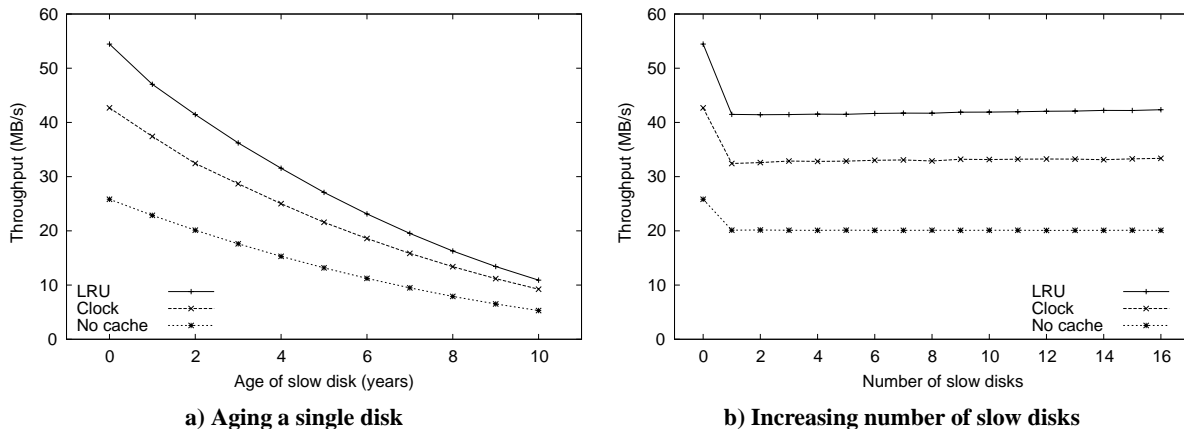 60
50
40
30
20
10
0
Throughput (MB/s)
LRU
Clock
No cache
0 2 4 6 8 10
Age of slow disk (years)
a) Aging a single disk
60
50
40
30
20
10
0
Throughput (MB/s)
LRU
Clock
No cache
0 2 4 6 8 10 12 14 16
Number of slow disks
b) Increasing number of slow disks